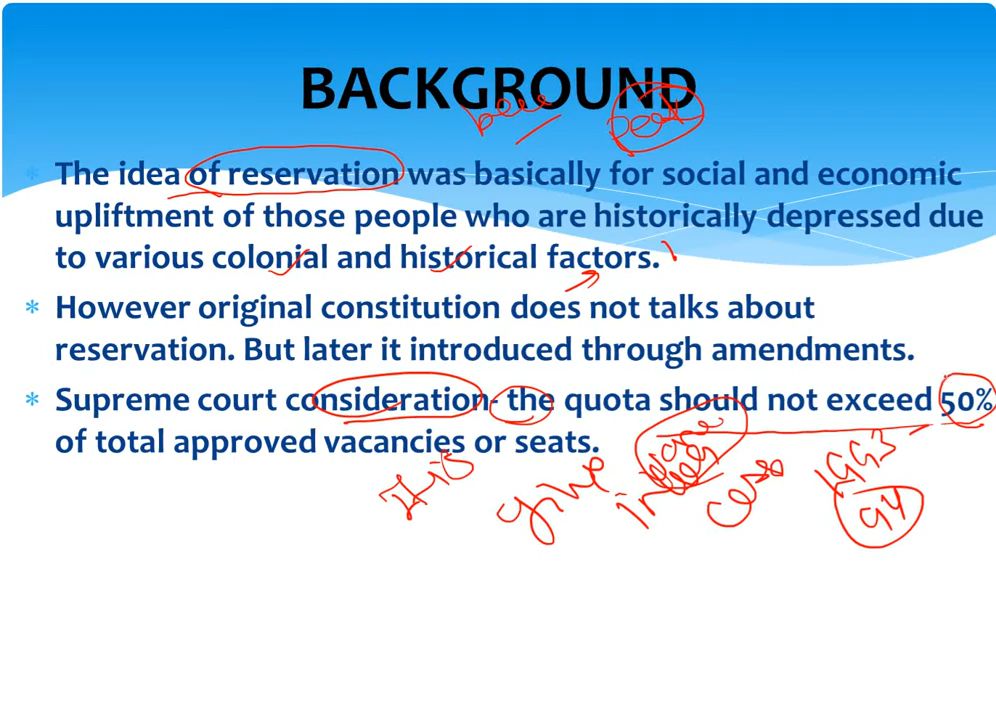 BACKGROUND
* The idea of reservation was basically for social and economic
upliftment of those people who are historically depressed due
to various colonial and historical factors.
* However original constitution does not talks about
reservation. But later it introduced through amendments.
* Supreme court consideration- the quota should not exceed 50%
of total approved vacancies or seats.
give case 1993
94